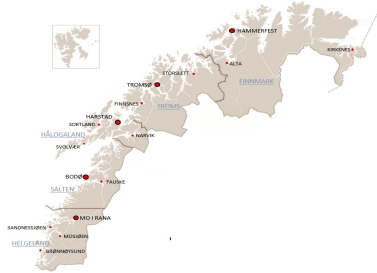 HAMMERFEST
KIRKENES
ALTA
STORSLETT
FINNMARK
TROMSØ
FINNSNES
TROMS
HARSTAD
SORTLAND
HÅLOGALAND
NARVIK
SVOLVÆR
BODØ
FAUSKE
SALTEN
MO I RANA
SANDNESSJØEN
MOSJØEN
HELGELAND
BRØNNØYSUND